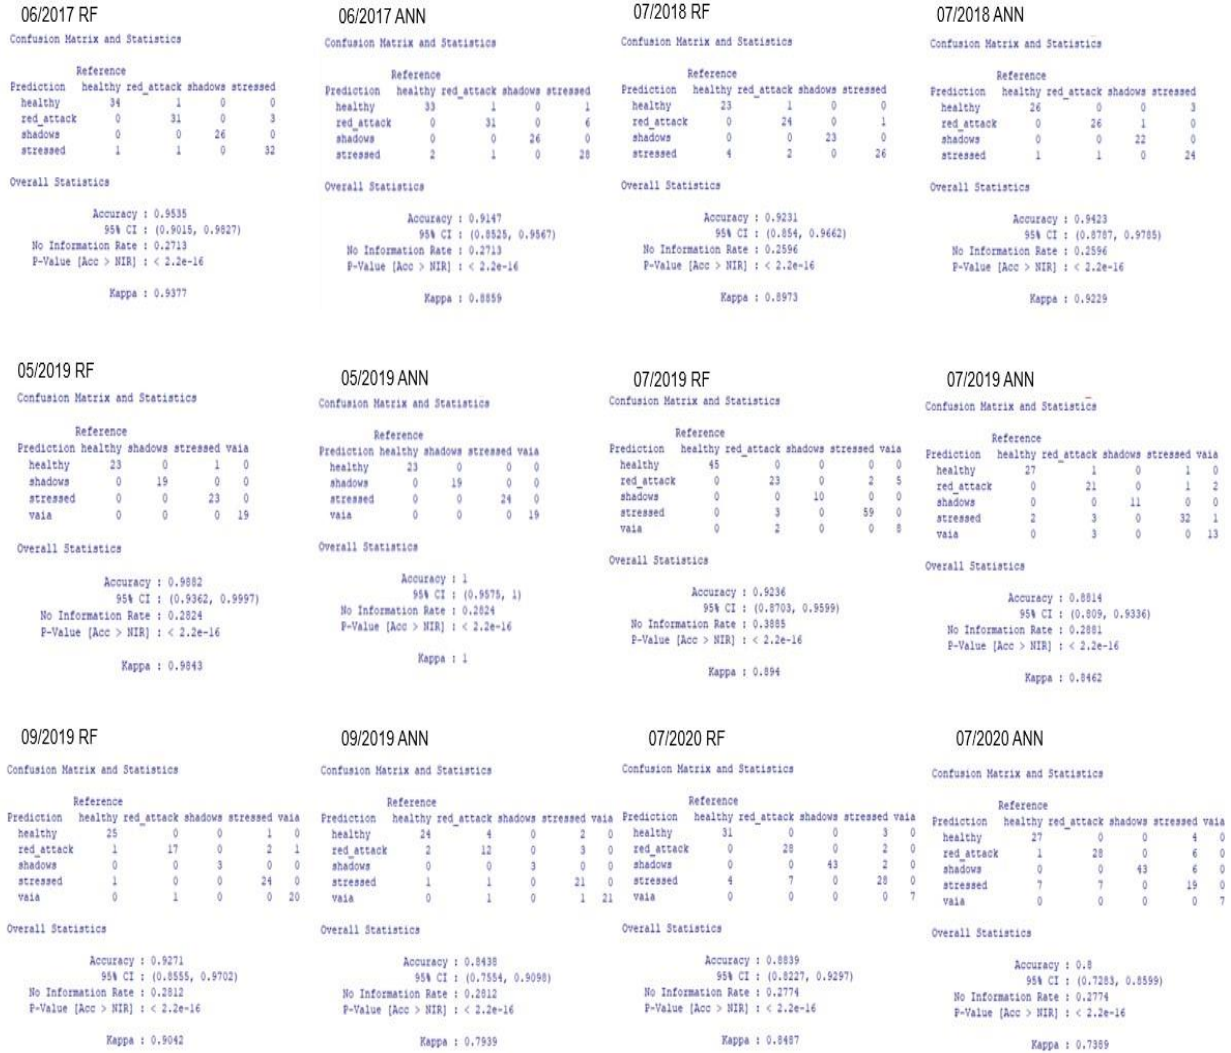 06/2017 RF
Confusion Matrix and Statistics
Reference
Prediction healthy red_attack shadows stressed
healthy 34 1 0 0
red_attack 0 31 0 3
shadows 0 0 26 0
stressed 1 1 0 32
Overall Statistics
Accuracy : 0.9535
95% CI : (0.9015, 0.9827)
No Information Rate : 0.2713
P-Value [Acc > NIR] : < 2.2e-16
Kappa : 0.9377
06/2017 ANN
Confusion Matrix and Statistics
Reference
Prediction healthy red_attack shadows stressed
healthy 33 1 0 1
red_attack 0 31 0 6
shadows 0 0 26 0
stressed 2 1 0 28
Overall Statistics
Accuracy : 0.9147
95% CI : (0.8525, 0.9567)
No Information Rate : 0.2713
P-Value [Acc > NIR] : < 2.2e-16
Kappa : 0.8859
07/2018 RF
Confusion Matrix and Statistics
Reference
Prediction healthy red_attack shadows stressed
healthy 23 1 0 0
red_attack 0 24 0 1
shadows 0 0 23 0
stressed 4 2 0 26
Overall Statistics
Accuracy : 0.9231
95% CI : (0.854, 0.9662)
No Information Rate : 0.2596
P-Value [Acc > NIR] : < 2.2e-16
Kappa : 0.8973
07/2018 ANN
Confusion Matrix and Statistics
Reference
Prediction healthy red_attack shadows stressed
healthy 26 0 0 3
red_attack 0 26 1 0
shadows 0 0 22 0
stressed 1 1 0 24
Overall Statistics
Accuracy : 0.9423
95% CI : (0.8787, 0.9785)
No Information Rate : 0.2596
P-Value [Acc > NIR] : < 2.2e-16
Kappa : 0.9229
05/2019 RF
Confusion Matrix and Statistics
Reference
Prediction healthy shadows stressed vaia
healthy 23 0 1 0
shadows 0 19 0 0
stressed 0 0 23 0
vaia 0 0 0 19
Overall Statistics
Accuracy : 0.9882
95% CI : (0.9362, 0.9997)
No Information Rate : 0.2824
P-Value [Acc > NIR] : < 2.2e-16
Kappa : 0.9843
05/2019 ANN
Confusion Matrix and Statistics
Reference
Prediction healthy shadows stressed vaia
healthy 23 0 0 0
shadows 0 19 0 0
stressed 0 0 24 0
vaia 0 0 0 19
Overall Statistics
Accuracy : 1
95% CI : (0.9575, 1)
No Information Rate : 0.2824
P-Value [Acc > NIR] : < 2.2e-16
Kappa : 1
07/2019 RF
Confusion Matrix and Statistics
Reference
Prediction healthy red_attack shadows stressed vaia
healthy 45 0 0 0 0
red_attack 0 23 0 2 5
shadows 0 0 10 0 0
stressed 0 3 0 59 0
vaia 0 2 0 0 8
Overall Statistics
Accuracy : 0.9236
95% CI : (0.8703, 0.9599)
No Information Rate : 0.3885
P-Value [Acc > NIR] : < 2.2e-16
Kappa : 0.894
07/2019 ANN
Confusion Matrix and Statistics
Reference
Prediction healthy red_attack shadows stressed vaia
healthy 27 1 0 1 0
red_attack 0 21 0 1 2
shadows 0 0 11 0 0
stressed 2 3 0 32 1
vaia 0 3 0 0 13
Overall Statistics
Accuracy : 0.8814
95% CI : (0.809, 0.9336)
No Information Rate : 0.2881
P-Value [Acc > NIR] : < 2.2e-16
Kappa : 0.8462
09/2019 RF
Confusion Matrix and Statistics
Reference
Prediction healthy red_attack shadows stressed vaia
healthy 25 0 0 1 0
red_attack 1 17 0 2 1
shadows 0 0 3 0 0
stressed 1 0 0 24 0
vaia 0 1 0 0 20
Overall Statistics
Accuracy : 0.9271
95% CI : (0.8555, 0.9702)
No Information Rate : 0.2812
P-Value [Acc > NIR] : < 2.2e-16
Kappa : 0.9042
09/2019 ANN
Confusion Matrix and Statistics
Reference
Prediction healthy red_attack shadows stressed vaia
healthy 24 4 0 2 0
red_attack 2 12 0 3 0
shadows 0 0 3 0 0
stressed 1 1 0 21 0
vaia 0 1 0 1 21
Overall Statistics
Accuracy : 0.8438
95% CI : (0.7554, 0.9098)
No Information Rate : 0.2812
P-Value [Acc > NIR] : < 2.2e-16
Kappa : 0.7939
07/2020 RF
Confusion Matrix and Statistics
Reference
Prediction healthy red_attack shadows stressed vaia
healthy 31 0 0 3 0
red_attack 0 28 0 2 0
shadows 0 0 43 2 0
stressed 4 7 0 28 0
vaia 0 0 0 0 7
Overall Statistics
Accuracy : 0.8839
95% CI : (0.8227, 0.9297)
No Information Rate : 0.2774
P-Value [Acc > NIR] : < 2.2e-16
Kappa : 0.8487
07/2020 ANN
Confusion Matrix and Statistics
Reference
Prediction healthy red_attack shadows stressed vaia
healthy 27 0 0 4 0
red_attack 1 28 0 6 0
shadows 0 0 43 6 0
stressed 7 7 0 19 0
vaia 0 0 0 0 7
Overall Statistics
Accuracy : 0.8
95% CI : (0.7283, 0.8599)
No Information Rate : 0.2774
P-Value [Acc > NIR] : < 2.2e-16
Kappa : 0.7389